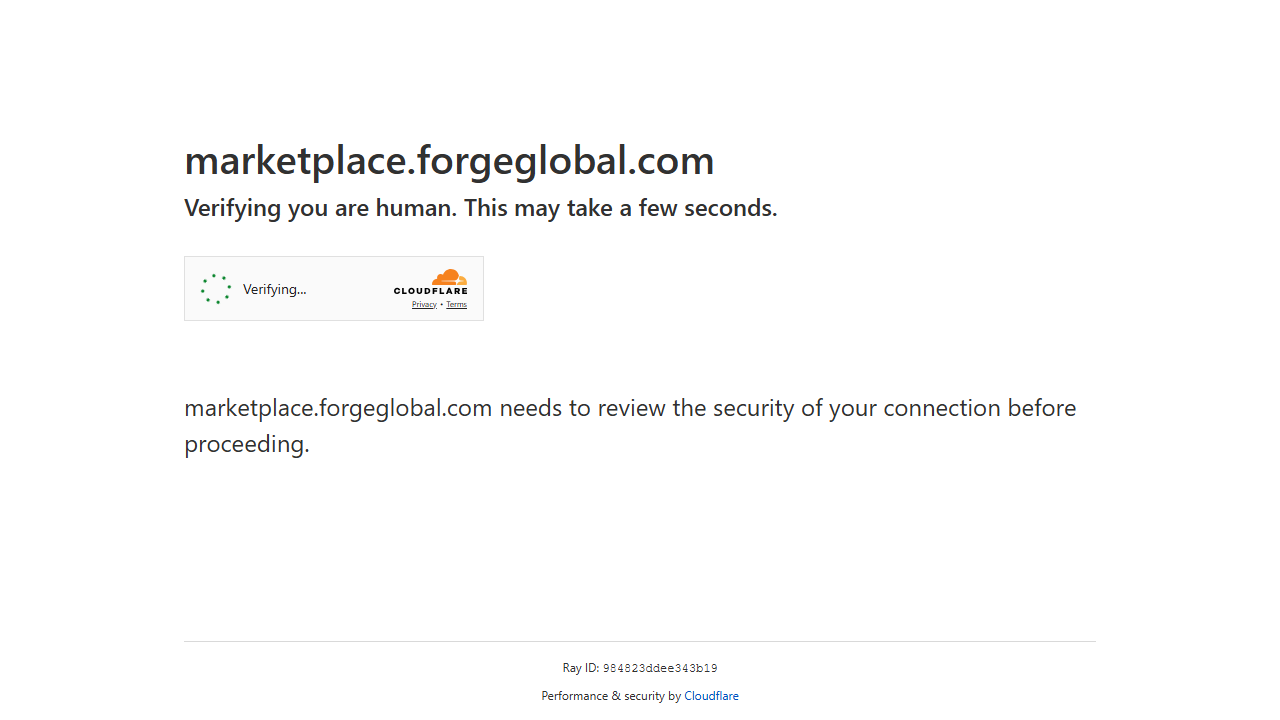 marketplace.forgeglobal.com
Verifying you are human. This may take a few seconds.
Verifying...
CLOUDFLARE
Privacy • Terms
marketplace.forgeglobal.com needs to review the security of your connection before
proceeding.
Ray ID: 984823ddee343b19
Performance & security by Cloudflare